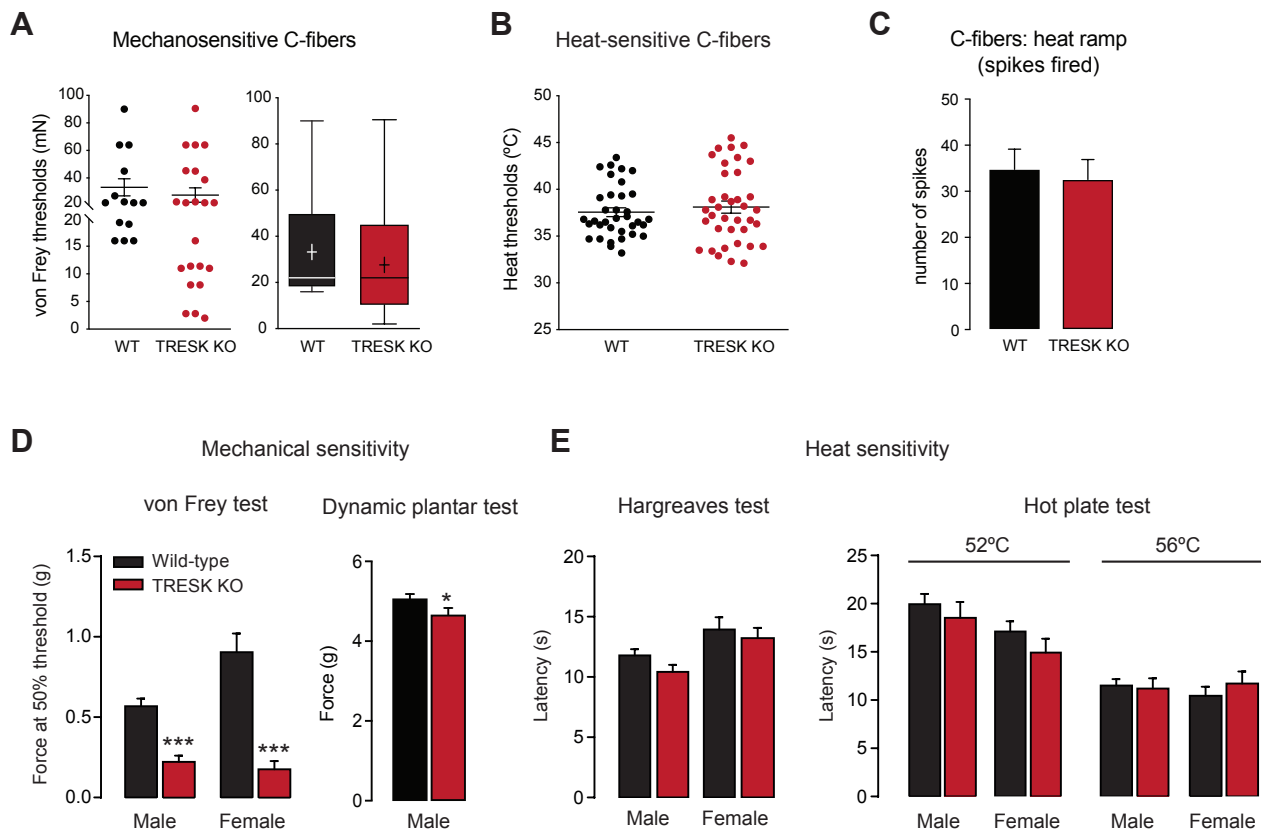 A
Mechanosensitive C-fibers
von Frey thresholds (mN)
100
80
60
40
20
20
15
10
5
0
WT
TRESK KO
100
80
60
40
20
0
WT
TRESK KO
B
Heat-sensitive C-fibers
Heat thresholds (ºC)
50
45
40
35
30
25
WT
TRESK KO
C
C-fibers: heat ramp
(spikes fired)
number of spikes
50
40
30
20
10
0
WT
TRESK KO
D
Mechanical sensitivity
von Frey test
Force at 50% threshold (g)
1.5
1.0
0.5
0.0
Wild-type
TRESK KO
***
***
Male
Female
Dynamic plantar test
Force (g)
6
4
2
0
*
Male
E
Heat sensitivity
Hargreaves test
Latency (s)
20
15
10
5
0
Male
Female
Hot plate test
52ºC
56ºC
Latency (s)
25
20
15
10
5
0
Male
Female
Male
Female